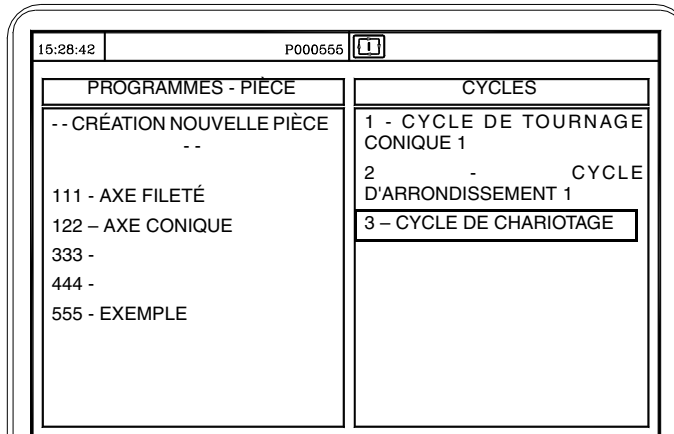 15:28:42
P000555
PROGRAMMES - PIÈCE
- - CRÉATION NOUVELLE PIÈCE
- -
111 - AXE FILETÉ
122 – AXE CONIQUE
333 -
444 -
555 - EXEMPLE
CYCLES
1 - CYCLE DE TOURNAGE
CONIQUE 1
2 - CYCLE
D'ARRONDISSEMENT 1
3 – CYCLE DE CHARIOTAGE